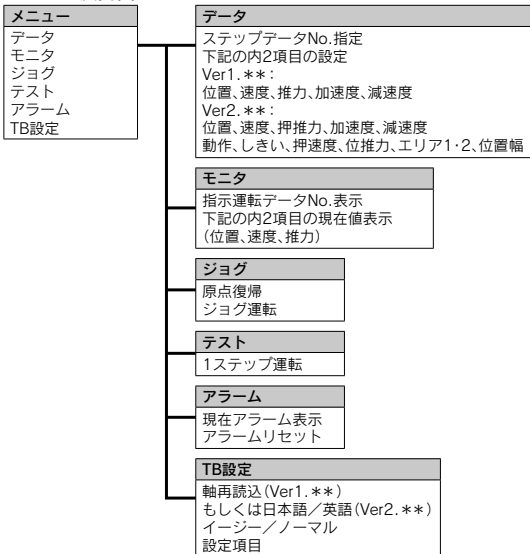 メニュー
データ
モニタ
ジョグ
テスト
アラーム
TB設定
データ
ステップデータNo.指定
下記の内2項目の設定
Ver1.**:
位置、速度、推力、加速度、減速度
Ver2.**:
位置、速度、押推力、加速度、減速度
動作、しきい、押速度、位推力、エリア1・2、位置幅
モニタ
指示運転データNo.表示
下記の内2項目の現在値表示
(位置、速度、推力)
ジョグ
原点復帰
ジョグ運転
テスト
1ステップ運転
アラーム
現在アラーム表示
アラームリセット
TB設定
軸再読込(Ver1.**)
もしくは日本語/英語(Ver2.**)
イージー/ノーマル
設定項目